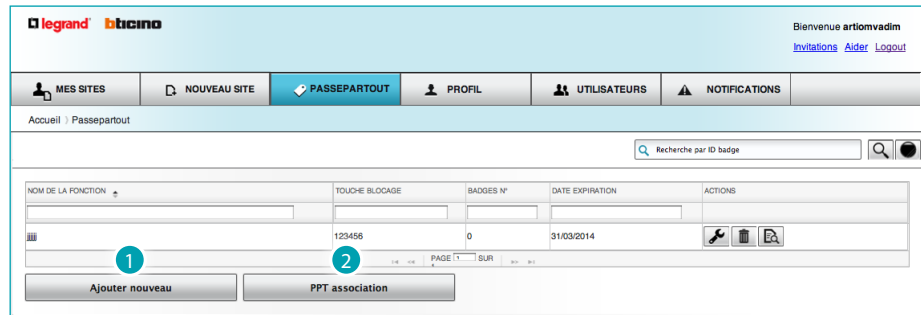 legrand bticino
Bienvenue artiomvadim
Invitations Aider Logout
MES SITES NOUVEAU SITE PASSEPARTOUT PROFIL UTILISATEURS NOTIFICATIONS
Accueil Passepartout
Recherche par ID badge
NOM DE LA FONCTION TOUCHE BLOCAGE BADGES N° DATE EXPIRATION ACTIONS
jjjjjj 123456 0 31/03/2014
PAGE 1 SUR
1 2
Ajouter nouveau PPT association